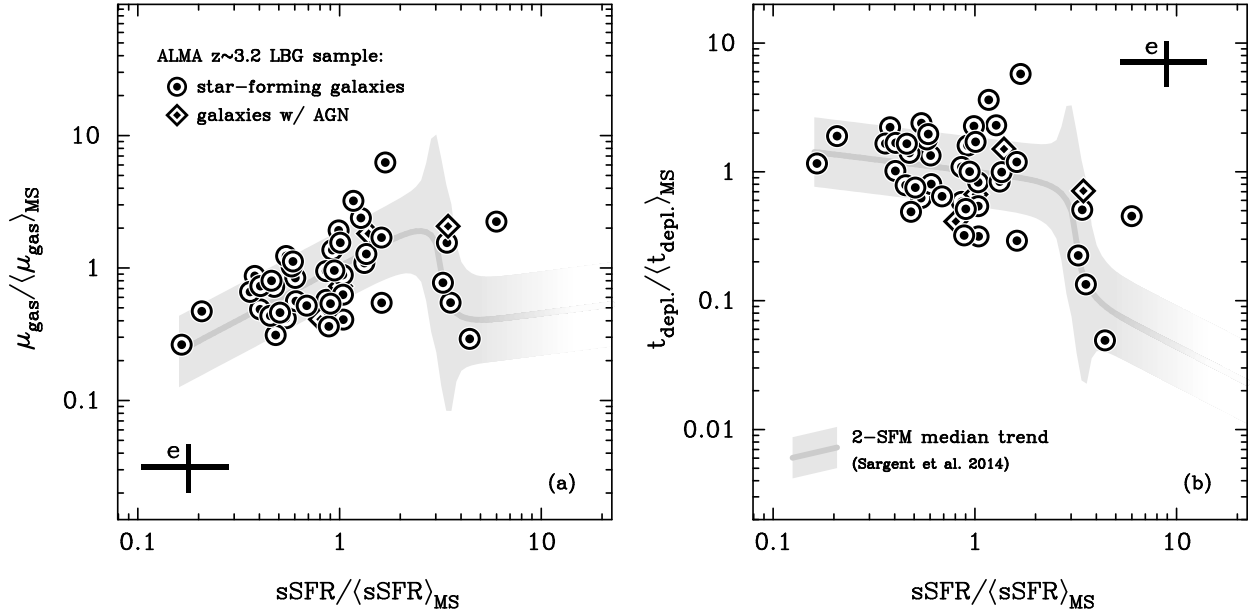 ALMA z~3.2 LBG sample:
star-forming galaxies
galaxies w/ AGN
10
1
0.1
μgas/⟨μgas⟩MS
e
(a)
0.1
1
10
sSFR/⟨sSFR⟩MS
10
1
0.1
0.01
tdepl./⟨tdepl.⟩MS
e
2-SFM median trend
(Sargent et al. 2014)
(b)
0.1
1
10
sSFR/⟨sSFR⟩MS